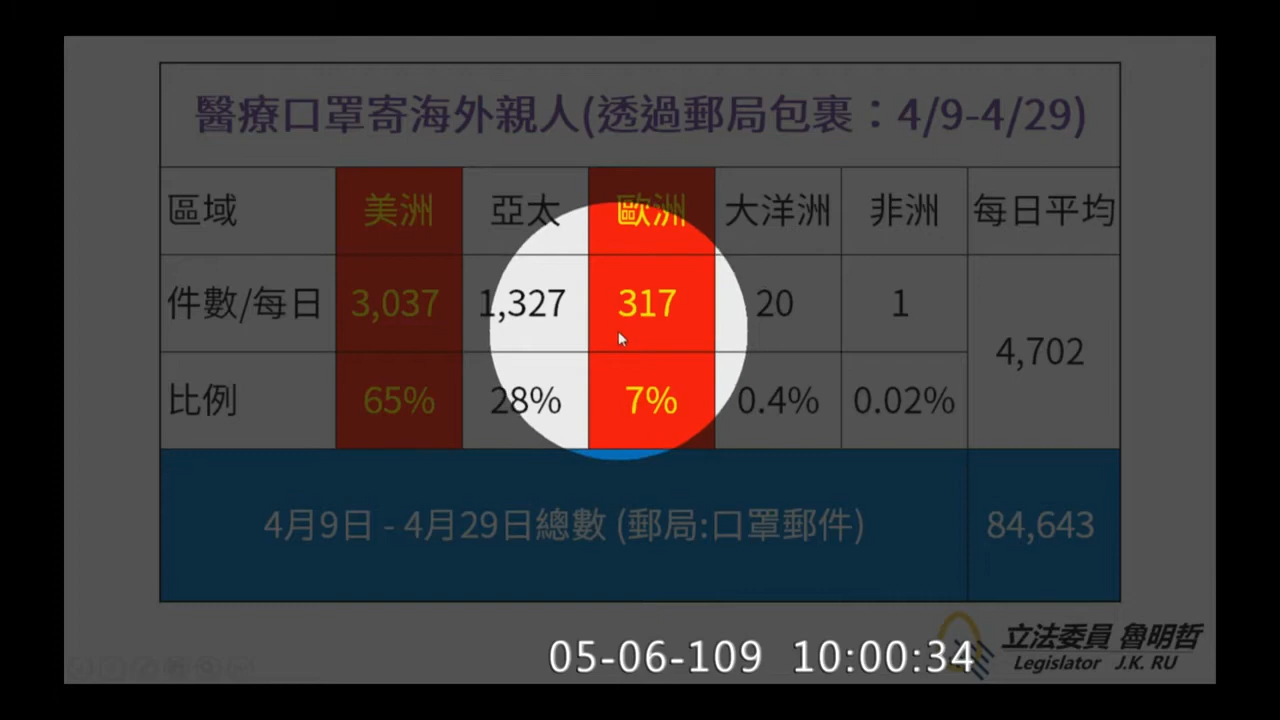 醫療口罩寄海外親人(透過郵局包裹：4/9-4/29)
區域 美洲 亞太 歐洲 大洋洲 非洲 每日平均
件數/每日 3,037 1,327 317 20 1 4,702
比例 65% 28% 7% 0.4% 0.02%
4月9日 - 4月29日總數 (郵局:口罩郵件) 84,643
立法委員 魯明哲
Legislator J.K. RU
05-06-109 10:00:34